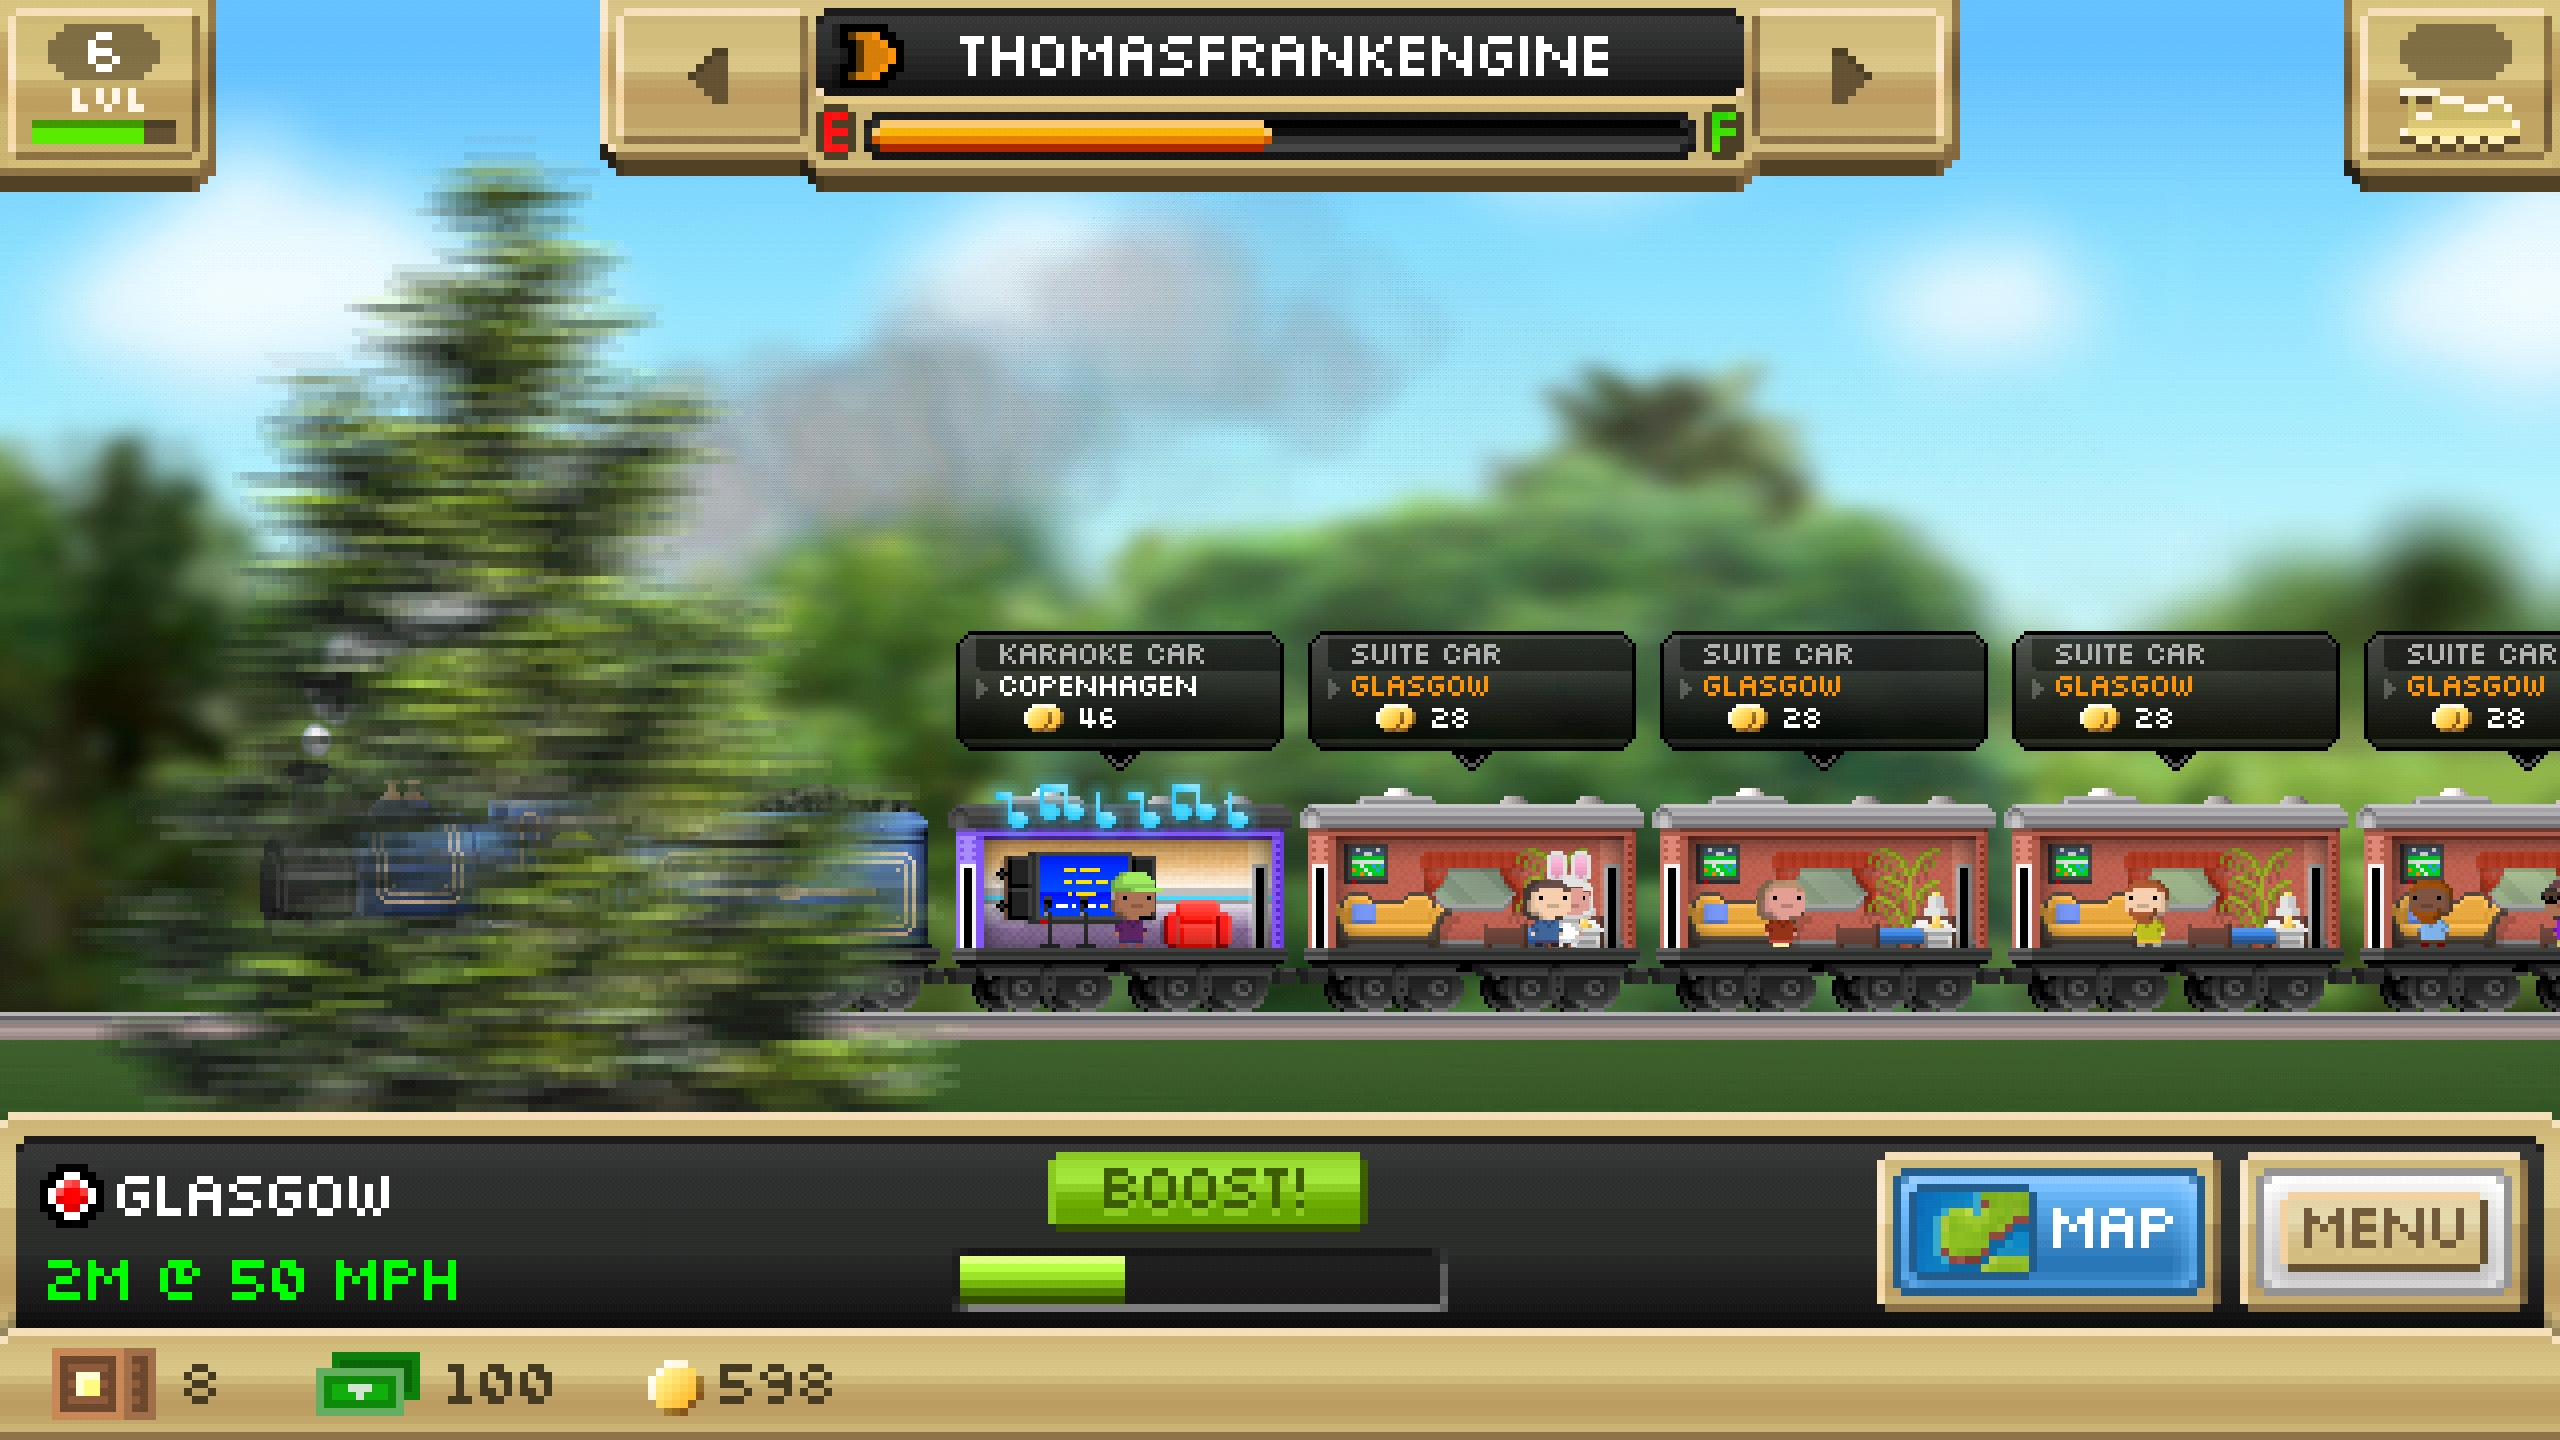 6
LVL
THOMASFRANKENGINE
E
F
KARAOKE CAR
COPENHAGEN
46
SUITE CAR
GLASGOW
28
SUITE CAR
GLASGOW
28
SUITE CAR
GLASGOW
28
SUITE CAR
GLASGOW
28
GLASGOW
2M @ 50 MPH
BOOST!
MAP
MENU
8
100
598